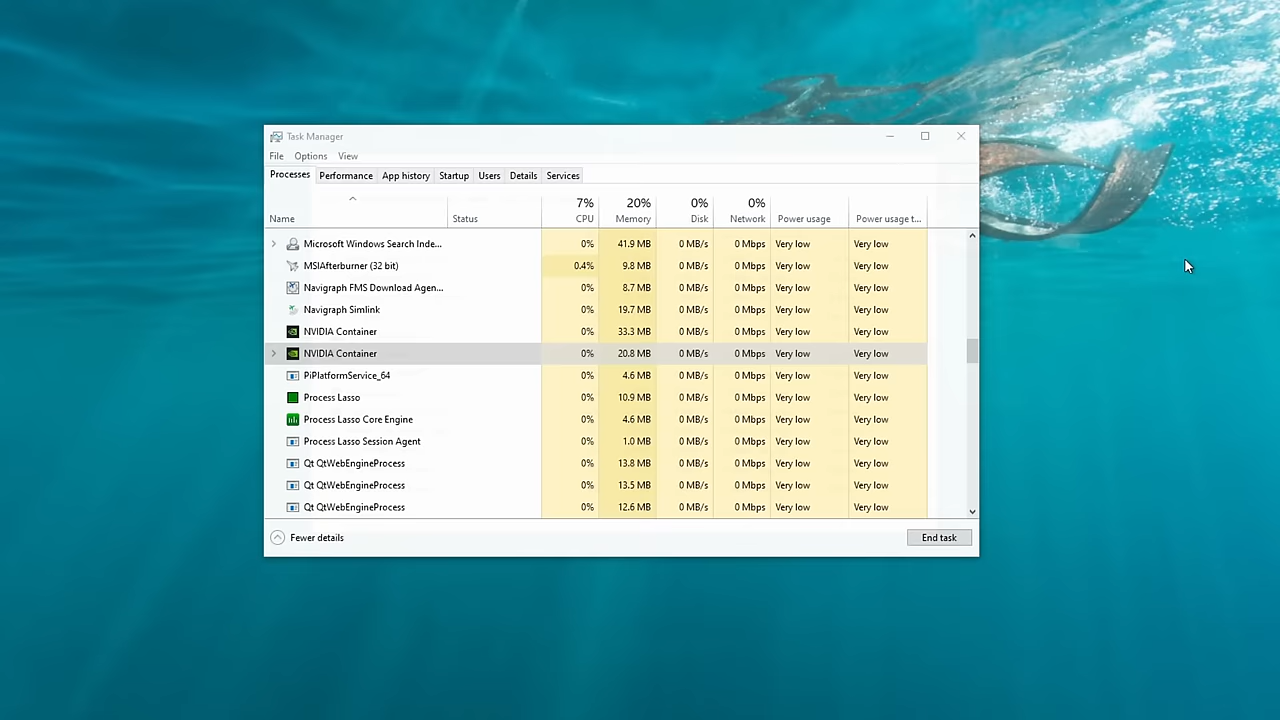 Task Manager
File Options View
Processes Performance App history Startup Users Details Services
7% 20% 0% 0%
Name Status CPU Memory Disk Network Power usage Power usage t...
Microsoft Windows Search Inde... 0% 41.9 MB 0 MB/s 0 Mbps Very low Very low
MSIAfterburner (32 bit) 0.4% 9.8 MB 0 MB/s 0 Mbps Very low Very low
Navigraph FMS Download Agen... 0% 8.7 MB 0 MB/s 0 Mbps Very low Very low
Navigraph Simlink 0% 19.7 MB 0 MB/s 0 Mbps Very low Very low
NVIDIA Container 0% 33.3 MB 0 MB/s 0 Mbps Very low Very low
NVIDIA Container 0% 20.8 MB 0 MB/s 0 Mbps Very low Very low
PiPlatformService_64 0% 4.6 MB 0 MB/s 0 Mbps Very low Very low
Process Lasso 0% 10.9 MB 0 MB/s 0 Mbps Very low Very low
Process Lasso Core Engine 0% 4.6 MB 0 MB/s 0 Mbps Very low Very low
Process Lasso Session Agent 0% 1.0 MB 0 MB/s 0 Mbps Very low Very low
Qt QtWebEngineProcess 0% 13.8 MB 0 MB/s 0 Mbps Very low Very low
Qt QtWebEngineProcess 0% 13.5 MB 0 MB/s 0 Mbps Very low Very low
Qt QtWebEngineProcess 0% 12.6 MB 0 MB/s 0 Mbps Very low Very low
Fewer details End task